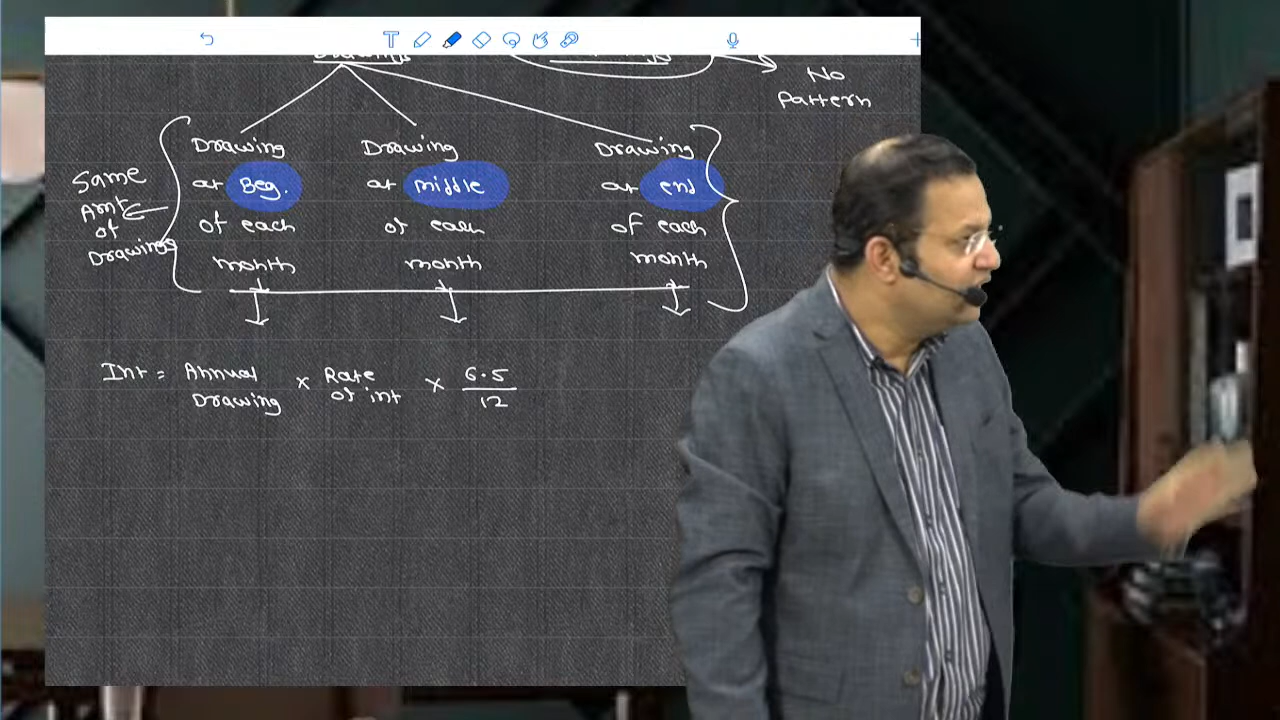 No
Pattern
Drawing
at Beg.
of each
month
Drawing
at middle
of each
month
Drawing
at end
of each
month
Same
Amt
of
Drawings
Int = Annual Drawing × Rate of int × 6.5/12